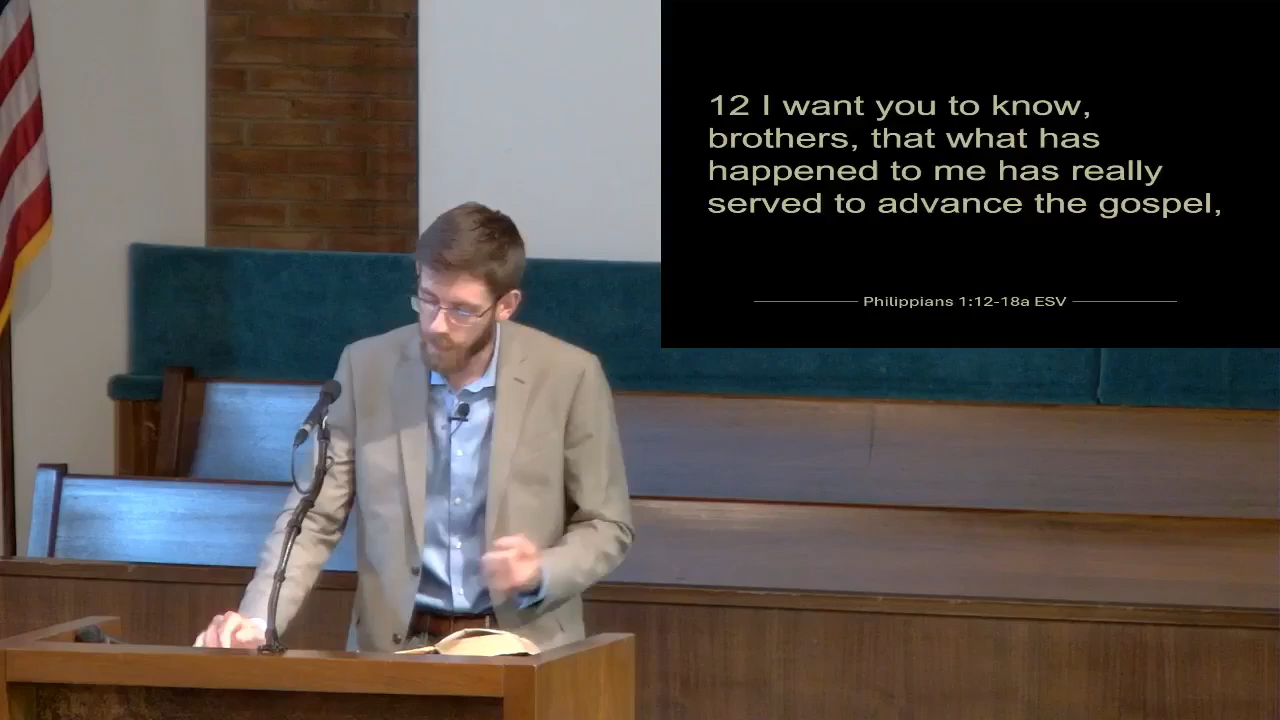 12 I want you to know,
brothers, that what has
happened to me has really
served to advance the gospel,
Philippians 1:12-18a ESV